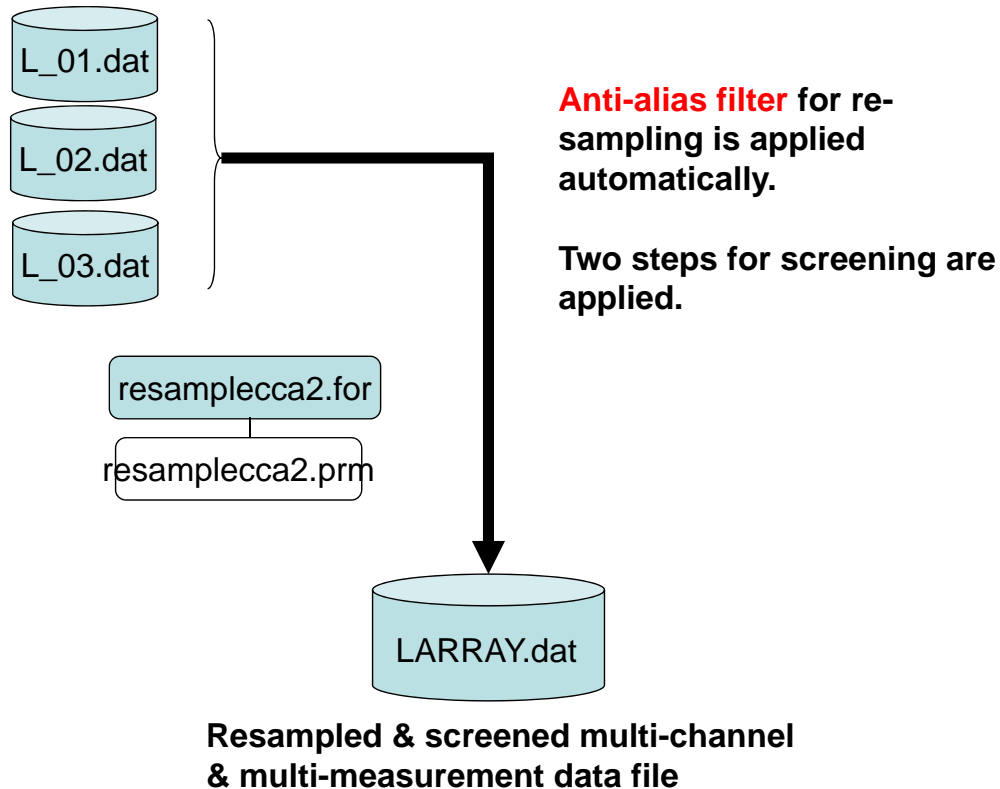 L_01.dat
L_02.dat
L_03.dat
Anti-alias filter for re-
sampling is applied
automatically.
Two steps for screening are
applied.
resamplecca2.for
resamplecca2.prm
LARRAY.dat
Resampled & screened multi-channel
& multi-measurement data file